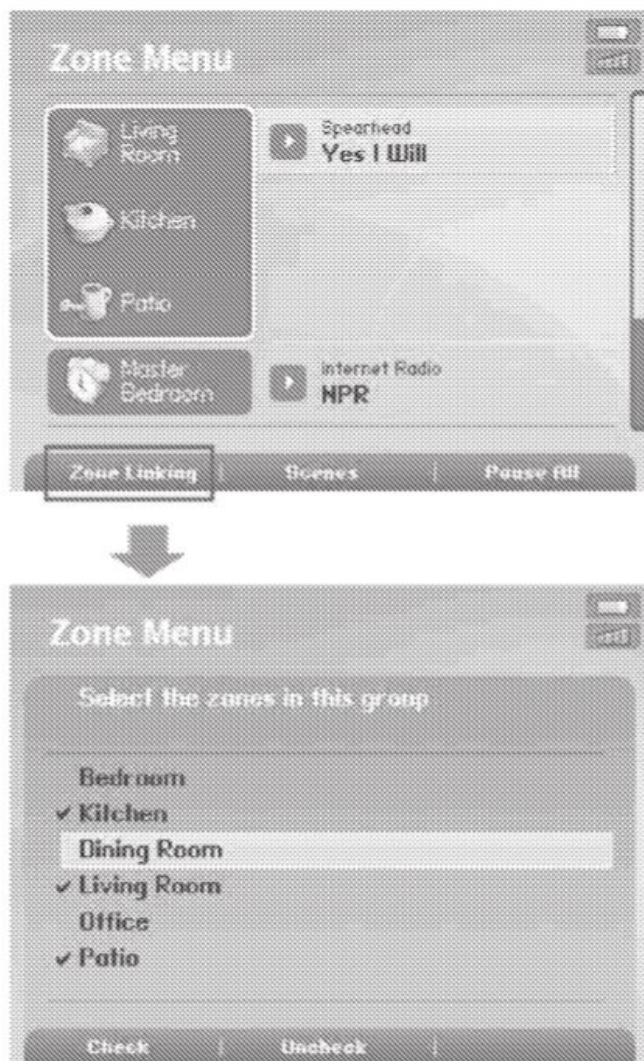 Zone Menu
Living
Room
Spearhead
Yes I Will
Kitchen
Patio
Master
Bedroom
Internet Radio
NPR
Zone Linking | Scenes | Pause All
Zone Menu
Select the zones in this group
Bedroom
✓ Kitchen
Dining Room
✓ Living Room
Office
✓ Patio
Check | Uncheck |